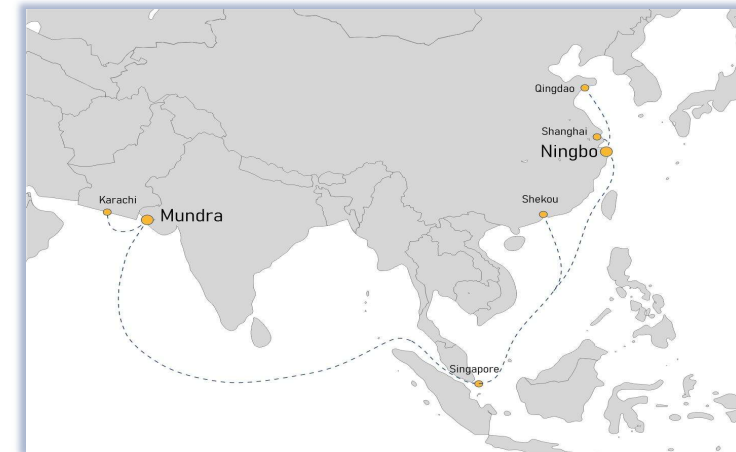 Qingdao
Shanghai
Ningbo
Shekou
Karachi
Mundra
Singapore